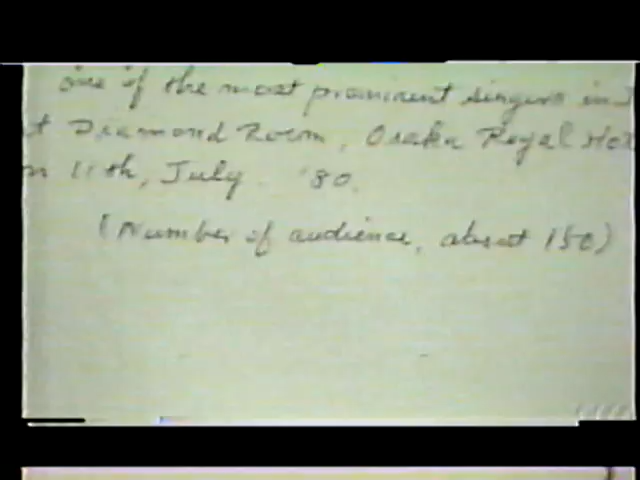 one of the most prominent singers in J
t Diamond Room, Osaka Royal Hot
n 11th, July. '80.
(Number of audience, about 150)